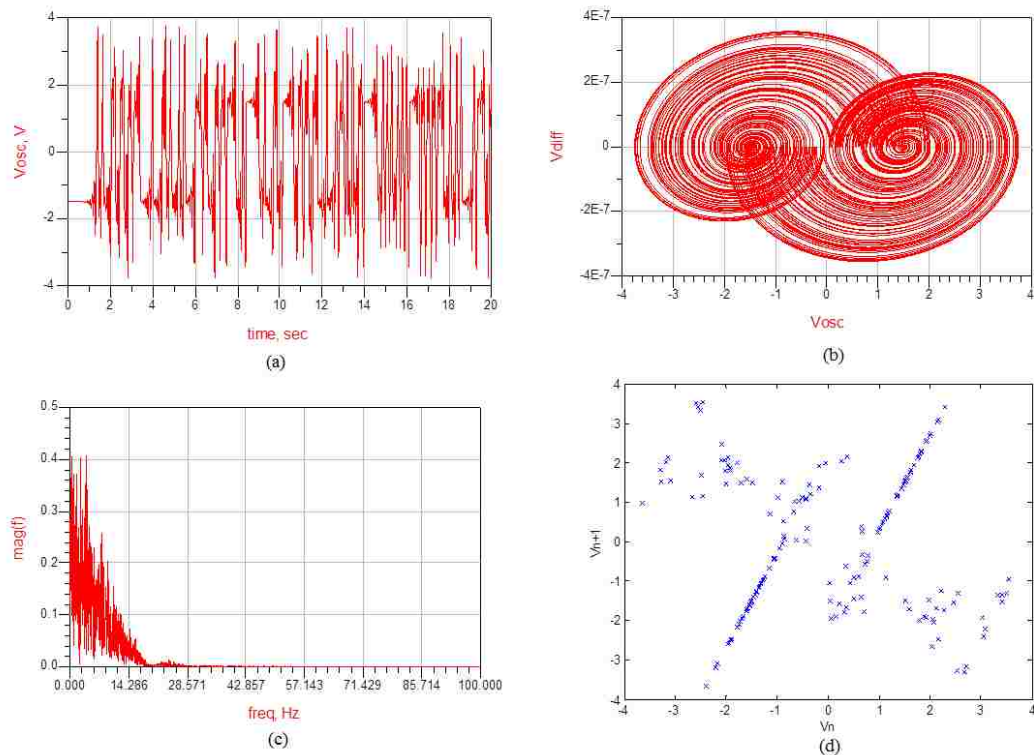 4
2
0
-2
-4
Vosc, V
0 2 4 6 8 10 12 14 16 18 20
time, sec
(a)
4E-7
2E-7
0
-2E-7
-4E-7
Vdiff
-4 -3 -2 -1 0 1 2 3 4
Vosc
(b)
0.5
0.4
0.3
0.2
0.1
0.0
mag(f)
0.000 14.286 28.571 42.857 57.143 71.429 85.714 100.000
freq, Hz
(c)
4
3
2
1
0
-1
-2
-3
-4
Vn+1
-4 -3 -2 -1 0 1 2 3 4
Vn
(d)